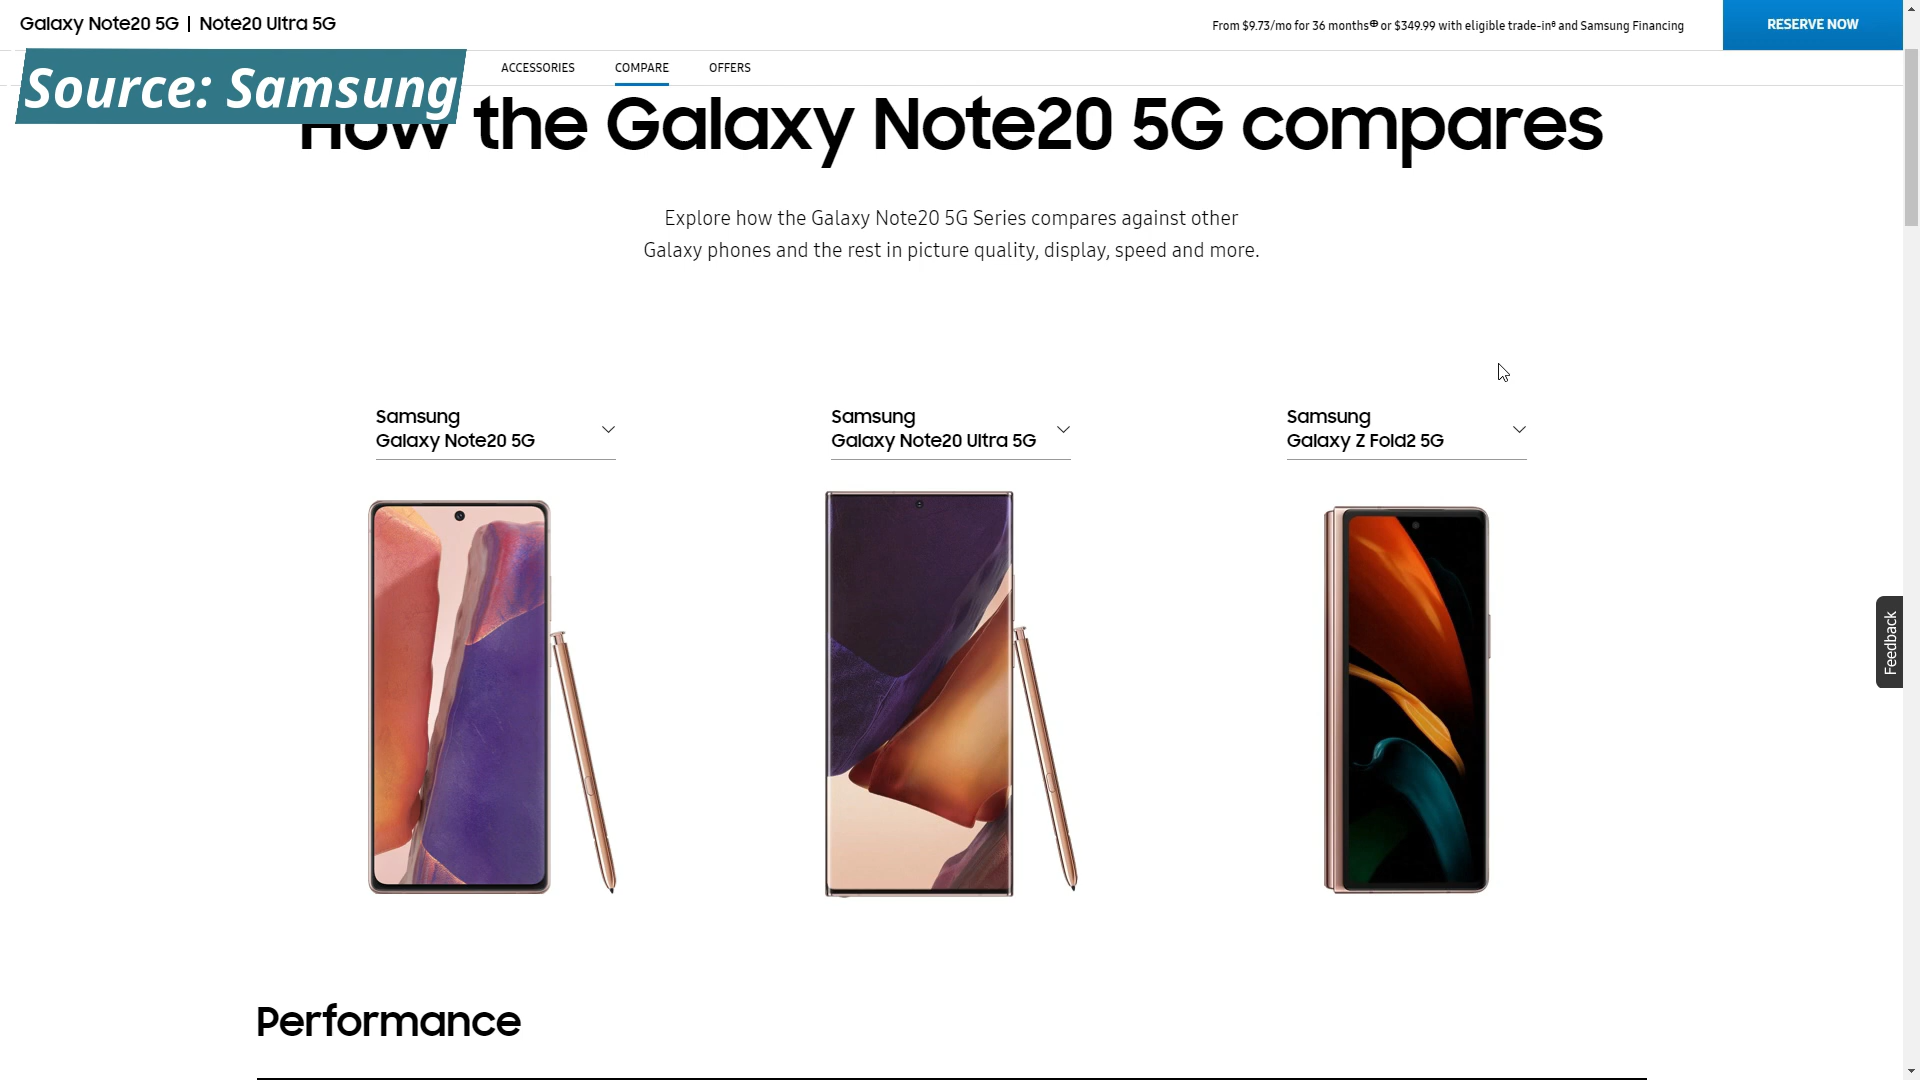 Galaxy Note20 5G | Note20 Ultra 5G
From $9.73/mo for 36 months⊕ or $349.99 with eligible trade-in⁸ and Samsung Financing
RESERVE NOW
Source: Samsung
ACCESSORIES
COMPARE
OFFERS
How the Galaxy Note20 5G compares
Explore how the Galaxy Note20 5G Series compares against other
Galaxy phones and the rest in picture quality, display, speed and more.
Samsung
Galaxy Note20 5G
Samsung
Galaxy Note20 Ultra 5G
Samsung
Galaxy Z Fold2 5G
Feedback
Performance